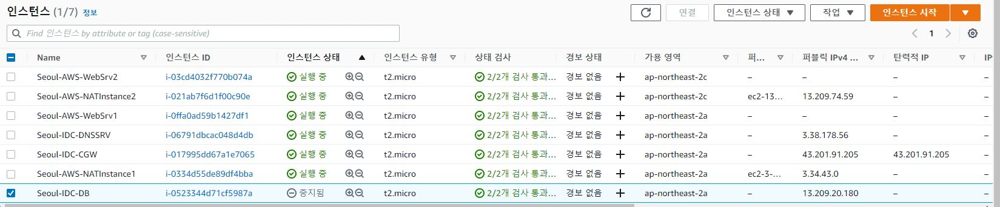 인스턴스 (1/7) 정보 연결 인스턴스 상태 ▼ 작업 ▼ 인스턴스 시작 ▼
Find 인스턴스 by attribute or tag (case-sensitive) 1
Name 인스턴스 ID 인스턴스 상태 인스턴스 유형 상태 검사 경보 상태 가용 영역 퍼... 퍼블릭 IPv4 ... 탄력적 IP IP
Seoul-AWS-WebSrv2 i-03cd4032f770b074a 실행 중 t2.micro 2/2개 검사 통과... 경보 없음 + ap-northeast-2c – – – –
Seoul-AWS-NATInstance2 i-021ab7f6d1f00c90e 실행 중 t2.micro 2/2개 검사 통과... 경보 없음 + ap-northeast-2c ec2-13... 13.209.74.59 – –
Seoul-AWS-WebSrv1 i-0ffa0ad59b1427df1 실행 중 t2.micro 2/2개 검사 통과... 경보 없음 + ap-northeast-2a – – – –
Seoul-IDC-DNSSRV i-06791dbcac048d4db 실행 중 t2.micro 2/2개 검사 통과... 경보 없음 + ap-northeast-2a – 3.38.178.56 – –
Seoul-IDC-CGW i-017995dd67a1e7065 실행 중 t2.micro 2/2개 검사 통과... 경보 없음 + ap-northeast-2a – 43.201.91.205 43.201.91.205 –
Seoul-AWS-NATInstance1 i-0334d55de89df4bba 실행 중 t2.micro 2/2개 검사 통과... 경보 없음 + ap-northeast-2a ec2-3-... 3.34.43.0 – –
Seoul-IDC-DB i-0523344d71cf5987a 중지됨 t2.micro 2/2개 검사 통과... 경보 없음 + ap-northeast-2a – 13.209.20.180 – –